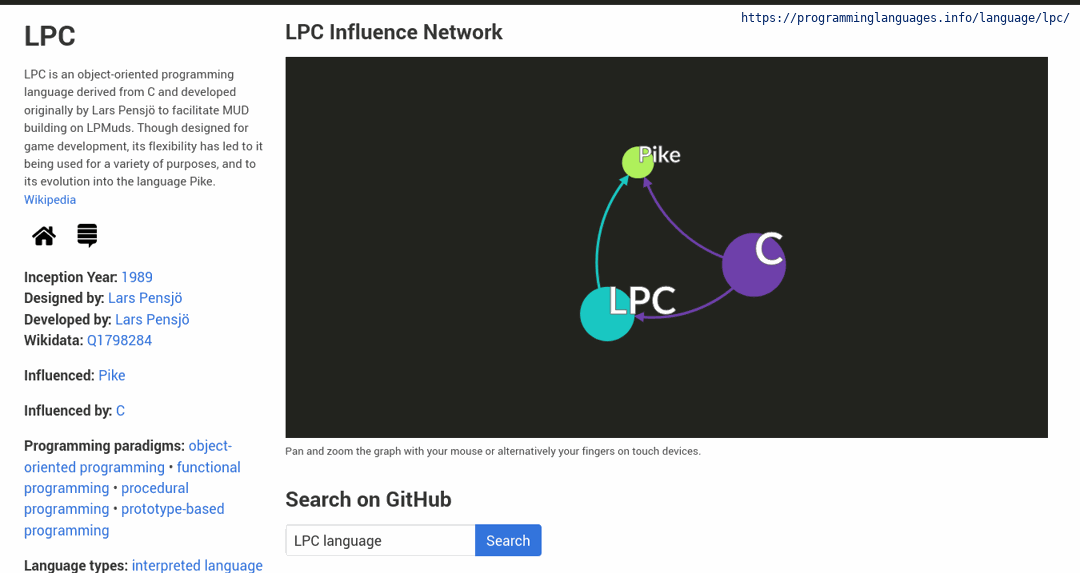 https://programminglanguages.info/language/lpc/
LPC
LPC is an object-oriented programming
language derived from C and developed
originally by Lars Pensjö to facilitate MUD
building on LPMuds. Though designed for
game development, its flexibility has led to it
being used for a variety of purposes, and to
its evolution into the language Pike.
Wikipedia
Inception Year: 1989
Designed by: Lars Pensjö
Developed by: Lars Pensjö
Wikidata: Q1798284
Influenced: Pike
Influenced by: C
Programming paradigms: object-
oriented programming • functional
programming • procedural
programming • prototype-based
programming
Language types: interpreted language
LPC Influence Network
Pike
C
LPC
Pan and zoom the graph with your mouse or alternatively your fingers on touch devices.
Search on GitHub
LPC language
Search